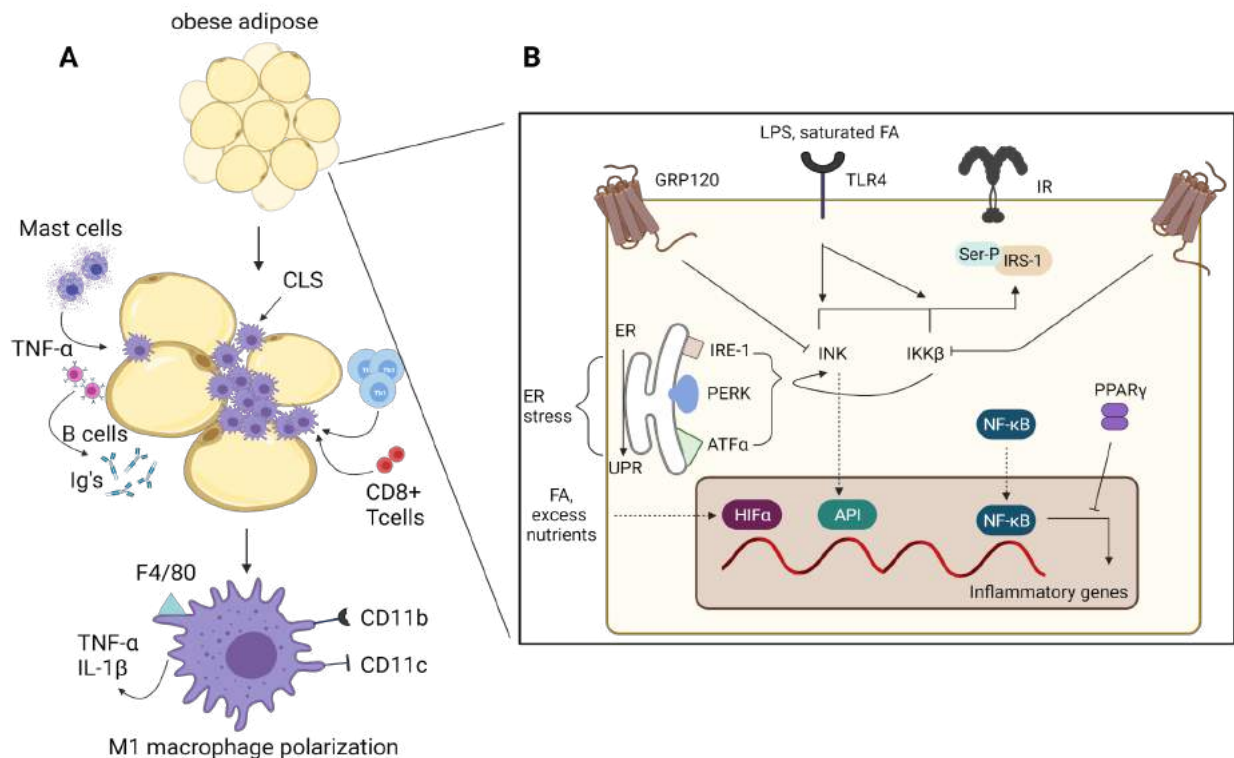 obese adipose
A
Mast cells
CLS
TNF-α
B cells
Ig's
CD8+
Tcells
F4/80
TNF-α
IL-1β
CD11b
CD11c
M1 macrophage polarization
B
LPS, saturated FA
GRP120
TLR4
IR
Ser-P
IRS-1
ER
IRE-1
INK
IKKβ
ER
stress
PERK
PPARγ
ATFα
NF-κB
UPR
FA,
excess
nutrients
HIFα
API
NF-κB
Inflammatory genes